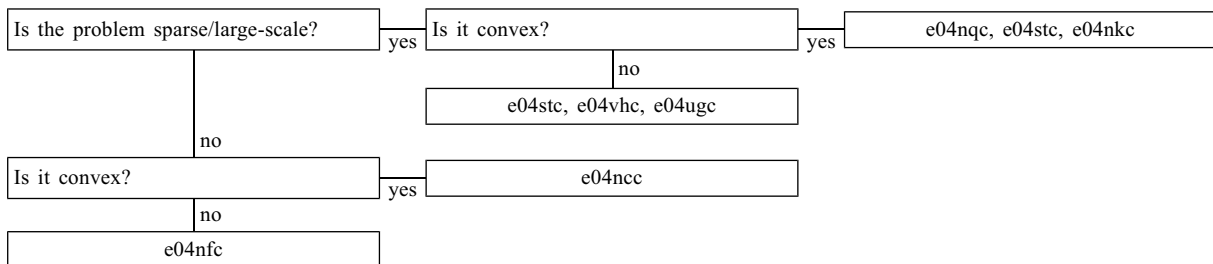 Is the problem sparse/large-scale?
yes
Is it convex?
yes
e04nqc, e04stc, e04nkc
no
e04stc, e04vhc, e04ugc
no
Is it convex?
yes
e04ncc
no
e04nfc